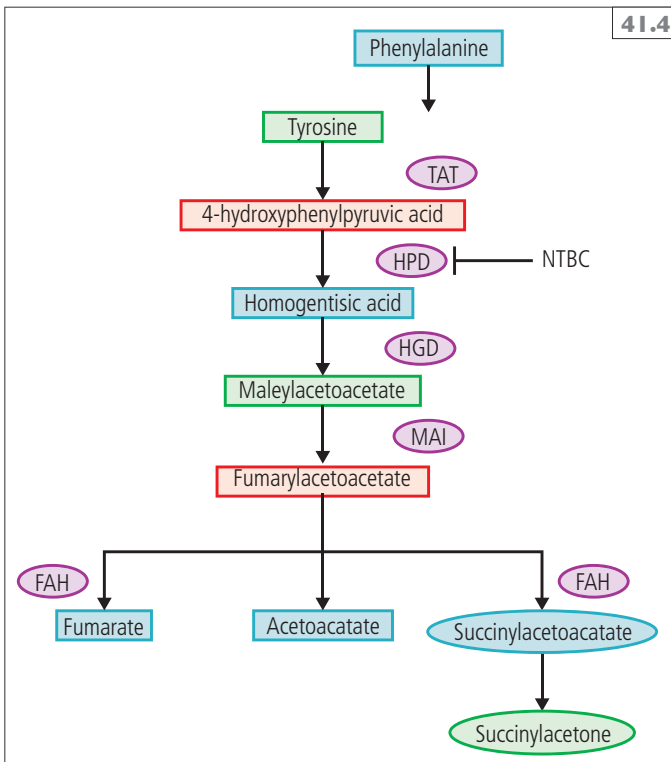 41.4
Phenylalanine
Tyrosine
TAT
4-hydroxyphenylpyruvic acid
HPD
NTBC
Homogentisic acid
HGD
Maleylacetoacetate
MAI
Fumarylacetoacetate
FAH
FAH
Fumarate
Acetoacatate
Succinylacetoacatate
Succinylacetone